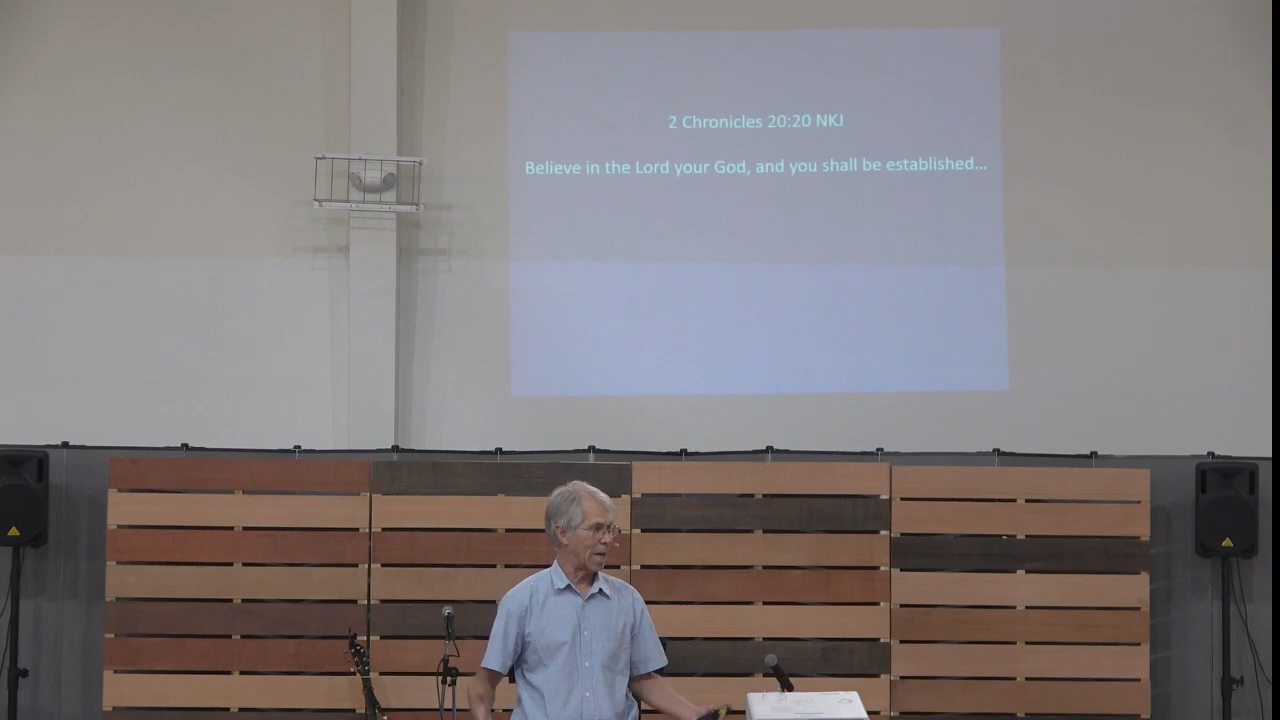 2 Chronicles 20:20 NKJ
Believe in the Lord your God, and you shall be established…